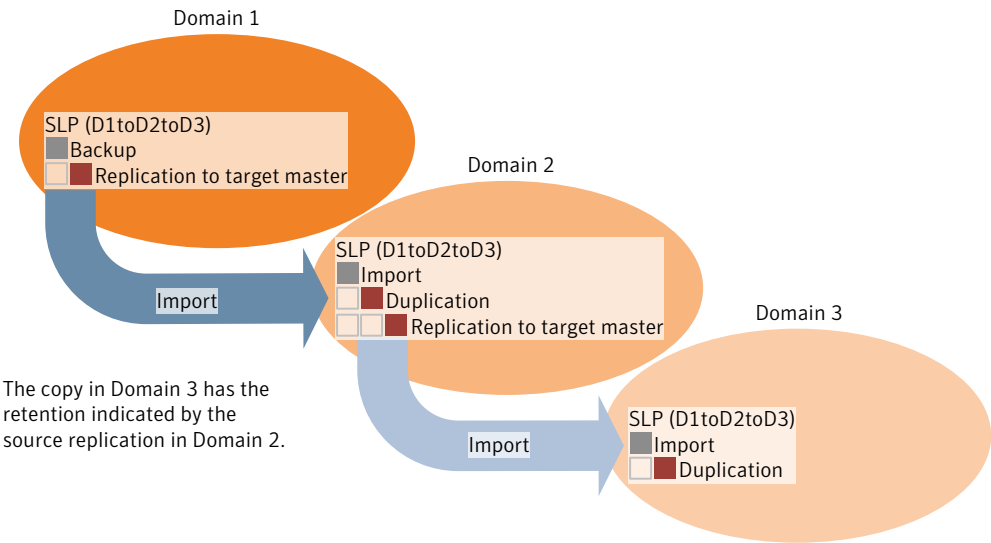 Domain 1
SLP (D1toD2toD3)
Backup
Replication to target master
Import
Domain 2
SLP (D1toD2toD3)
Import
Duplication
Replication to target master
Import
Domain 3
SLP (D1toD2toD3)
Import
Duplication
The copy in Domain 3 has the
retention indicated by the
source replication in Domain 2.